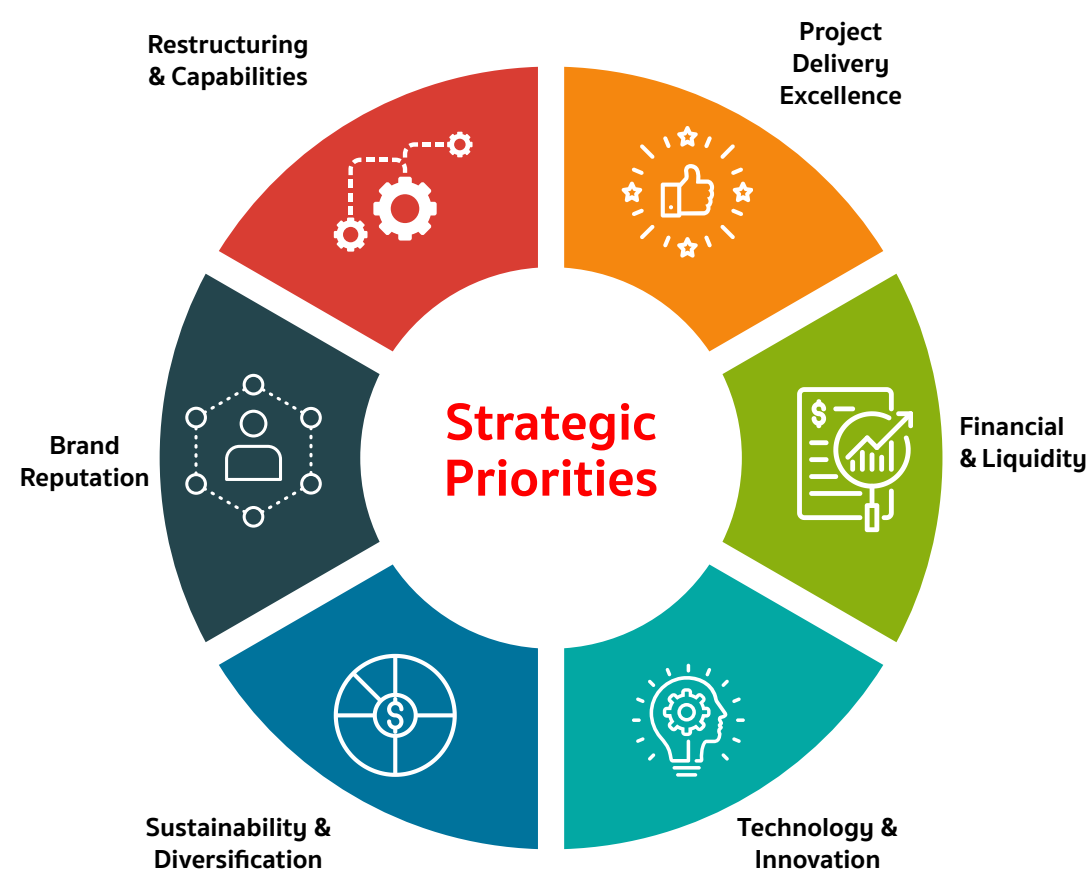 Restructuring
& Capabilities
Project
Delivery
Excellence
Strategic
Priorities
$
Financial
& Liquidity
Brand
Reputation
$
Sustainability &
Diversification
Technology &
Innovation